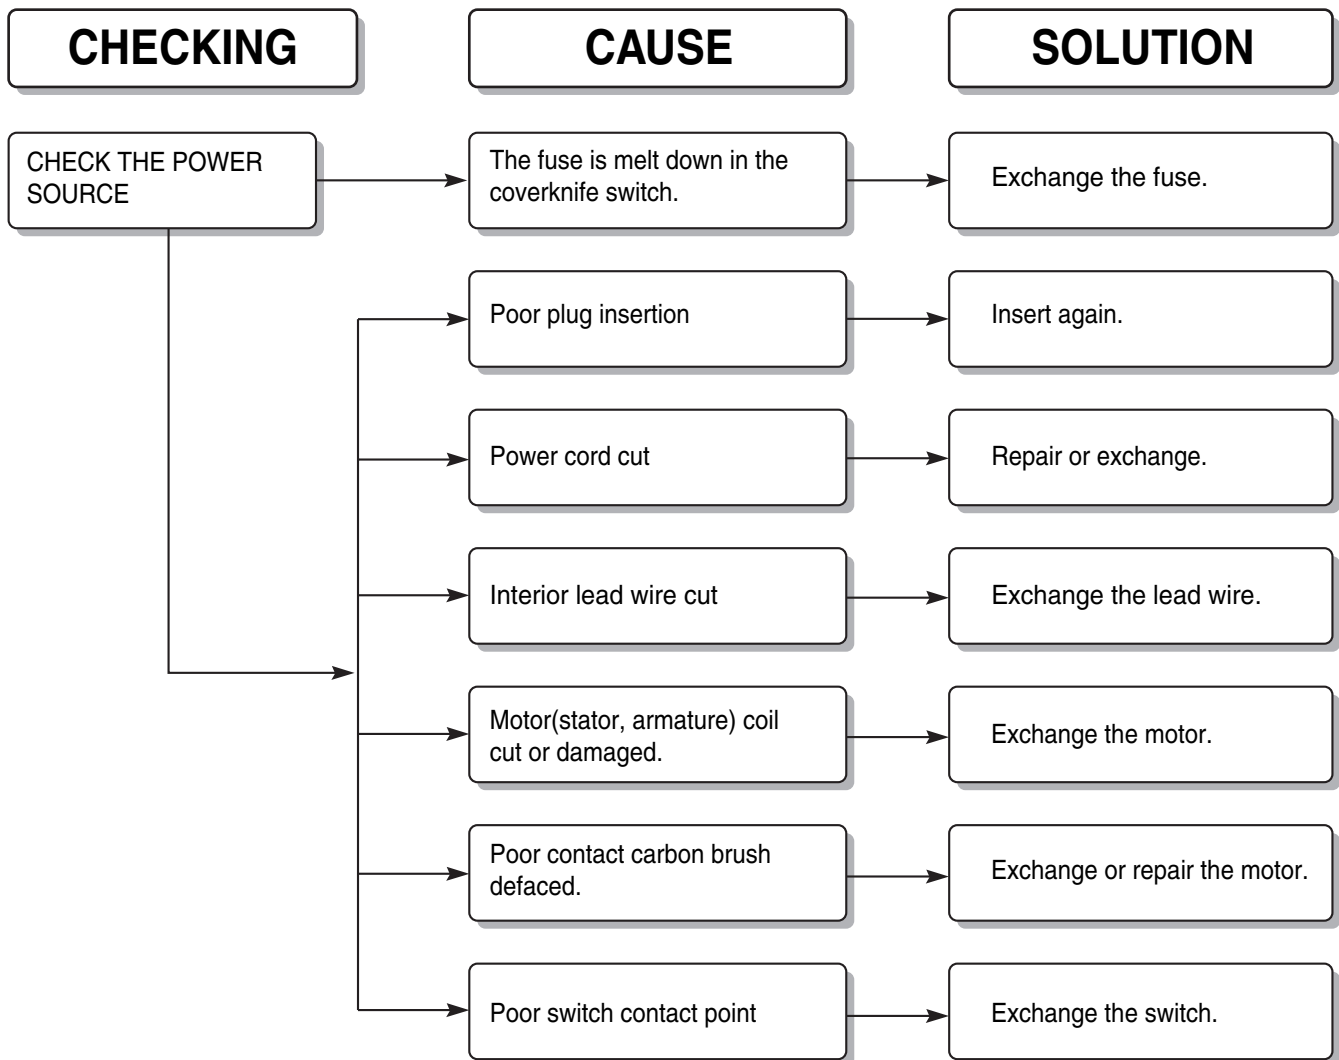 CHECKING
CAUSE
SOLUTION
CHECK THE POWER
SOURCE
The fuse is melt down in the
coverknife switch.
Exchange the fuse.
Poor plug insertion
Insert again.
Power cord cut
Repair or exchange.
Interior lead wire cut
Exchange the lead wire.
Motor(stator, armature) coil
cut or damaged.
Exchange the motor.
Poor contact carbon brush
defaced.
Exchange or repair the motor.
Poor switch contact point
Exchange the switch.